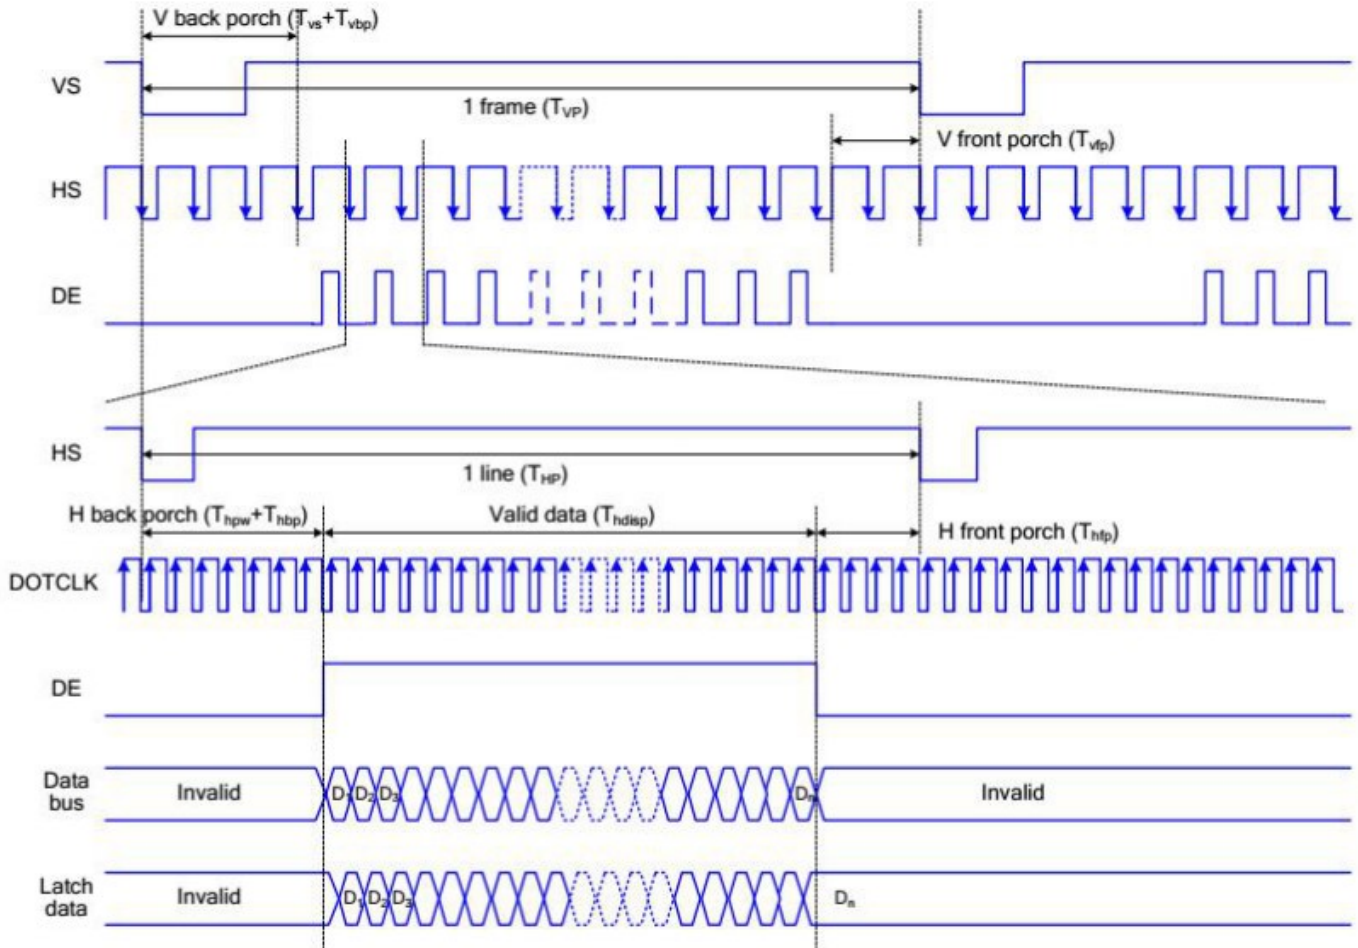 V back porch (Tvs+Tvbp)
VS
1 frame (TVP)
V front porch (Tvfp)
HS
DE
HS
1 line (THP)
H back porch (Thpw+Thbp)
Valid data (Thdisp)
H front porch (Thfp)
DOTCLK
DE
Data
bus
Invalid
D1 D2 D3
Dn
Invalid
Latch
data
Invalid
D1 D2 D3
Dn